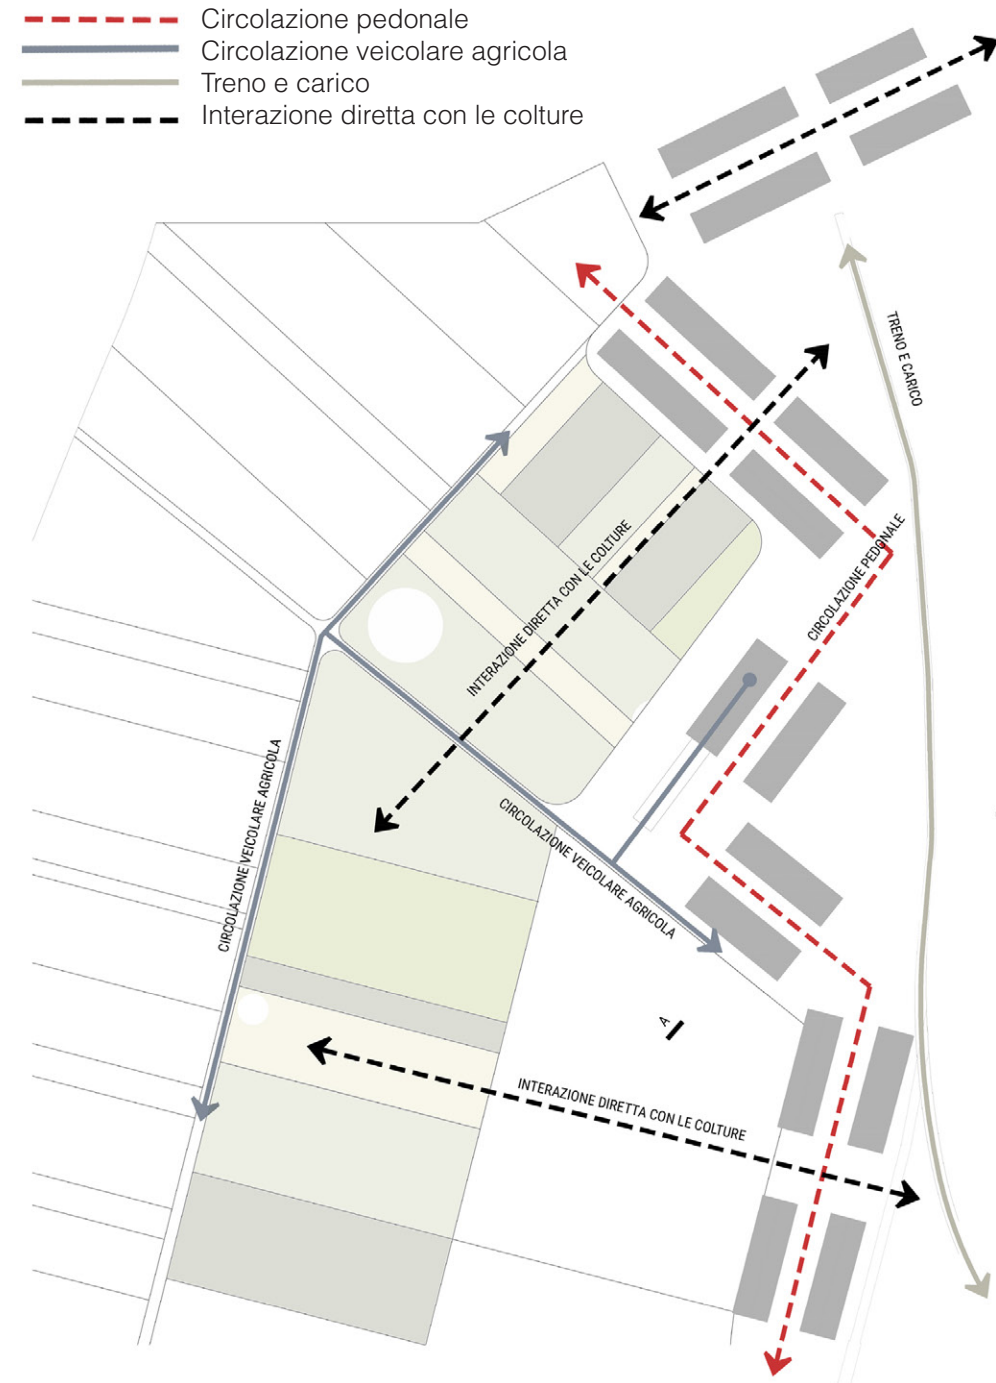 Circolazione pedonale
Circolazione veicolare agricola
Treno e carico
Interazione diretta con le colture
TRENO E CARICO
CIRCOLAZIONE PEDONALE
INTERAZIONE DIRETTA CON LE COLTURE
CIRCOLAZIONE VEICOLARE AGRICOLA
CIRCOLAZIONE VEICOLARE AGRICOLA
A
INTERAZIONE DIRETTA CON LE COLTURE